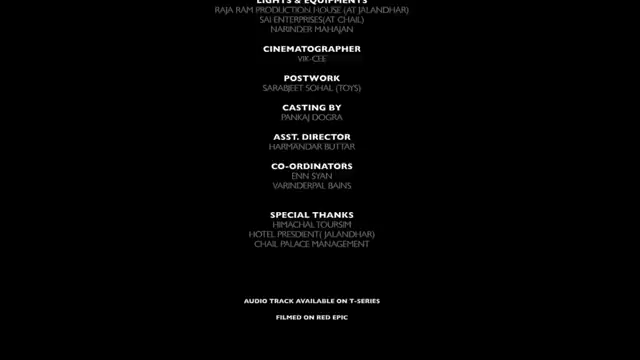 LIGHTS & EQUIPMENTS
RAJA RAM PRODUCTION HOUSE (AT JALANDHAR)
SAI ENTERPRISES(AT CHAIL)
NARINDER MAHAJAN
CINEMATOGRAPHER
VIK-CEE
POSTWORK
SARABJEET SOHAL (TOYS)
CASTING BY
PANKAJ DOGRA
ASST. DIRECTOR
HARMANDAR BUTTAR
CO-ORDINATORS
ENN SYAN
VARINDERPAL BAINS
SPECIAL THANKS
HIMACHAL TOURSIM
HOTEL PRESDIENT( JALANDHAR)
CHAIL PALACE MANAGEMENT
AUDIO TRACK AVAILABLE ON T-SERIES
FILMED ON RED EPIC